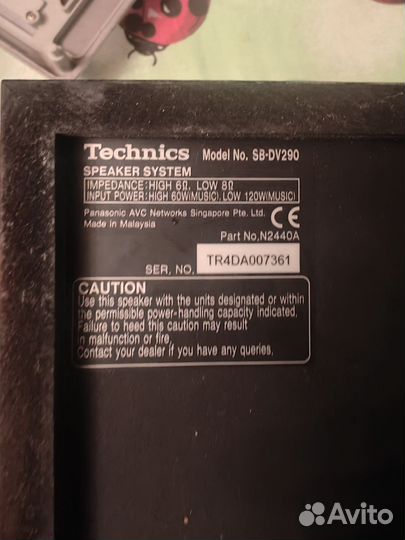 Technics Model No. SB-DV290
SPEAKER SYSTEM
IMPEDANCE:HIGH 6Ω, LOW 8Ω
INPUT POWER:HIGH 60W(MUSIC), LOW 120W(MUSIC)
Panasonic AVC Networks Singapore Pte. Ltd. CE
Made in Malaysia
Part No.N2440A
SER. NO. TR4DA007361
CAUTION
Use this speaker with the units designated or within
the permissible power-handling capacity indicated.
Failure to heed this caution may result
in malfunction or fire.
Contact your dealer if you have any queries.
Avito